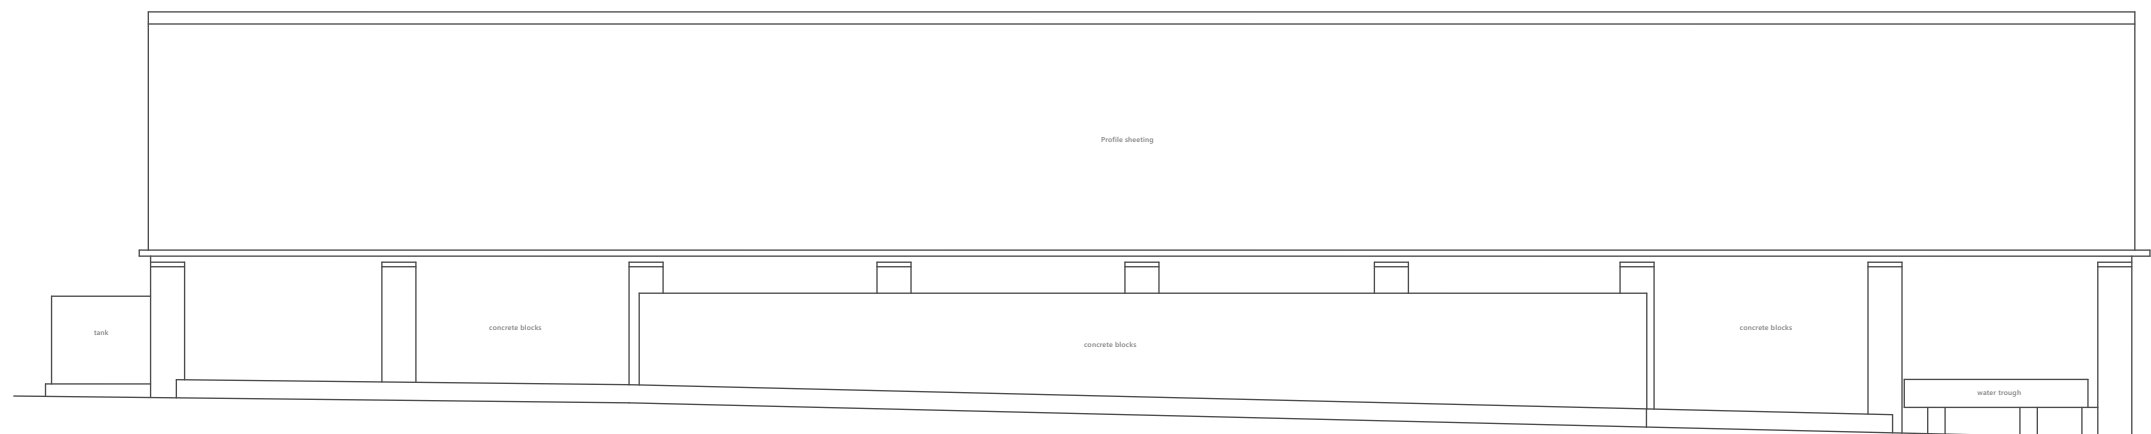 Profile sheeting
tank
concrete blocks
concrete blocks
concrete blocks
water trough